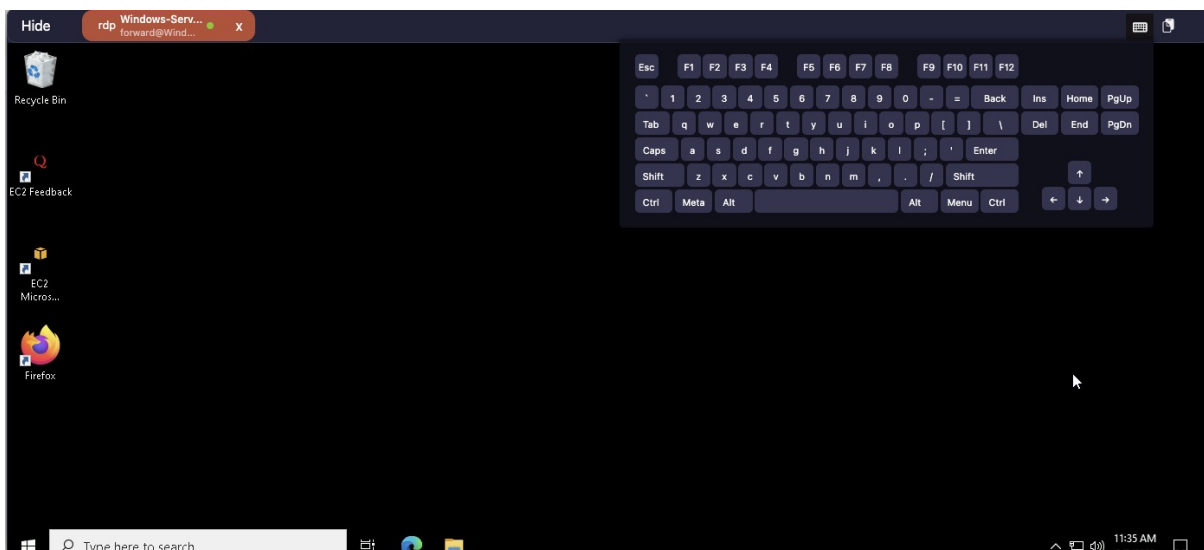 Hide
rdp Windows-Serv... x
forward@Wind...
Recycle Bin
EC2 Feedback
EC2
Micros...
Firefox
Esc F1 F2 F3 F4 F5 F6 F7 F8 F9 F10 F11 F12
` 1 2 3 4 5 6 7 8 9 0 - = Back Ins Home PgUp
Tab q w e r t y u i o p [ ] \ Del End PgDn
Caps a s d f g h j k l ; ' Enter
Shift z x c v b n m , . / Shift ↑
Ctrl Meta Alt Alt Menu Ctrl ← ↓ →
Type here to search
11:35 AM